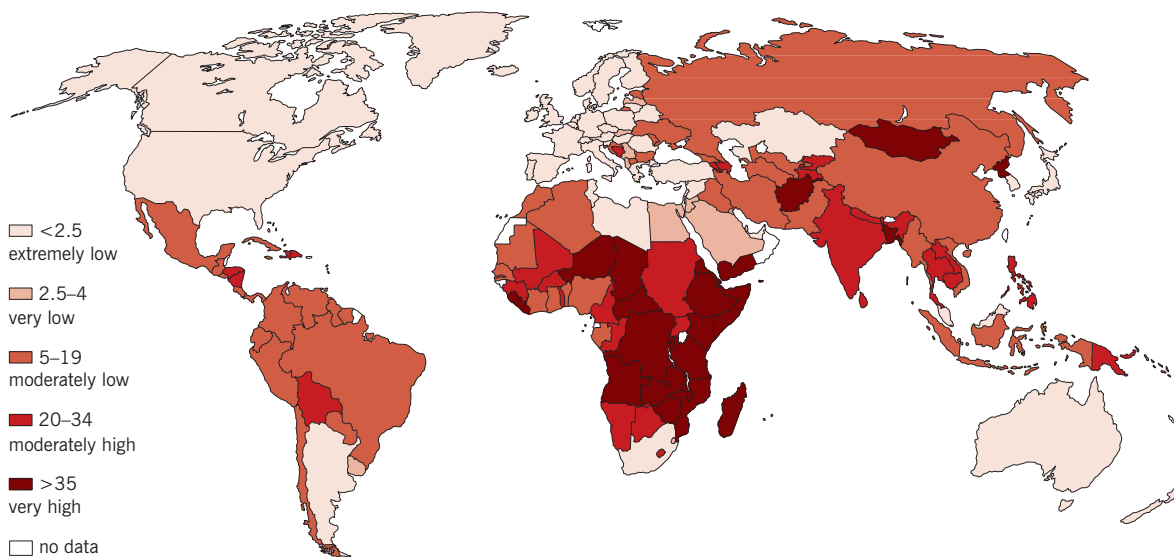 <2.5
extremely low
2.5–4
very low
5–19
moderately low
20–34
moderately high
>35
very high
no data